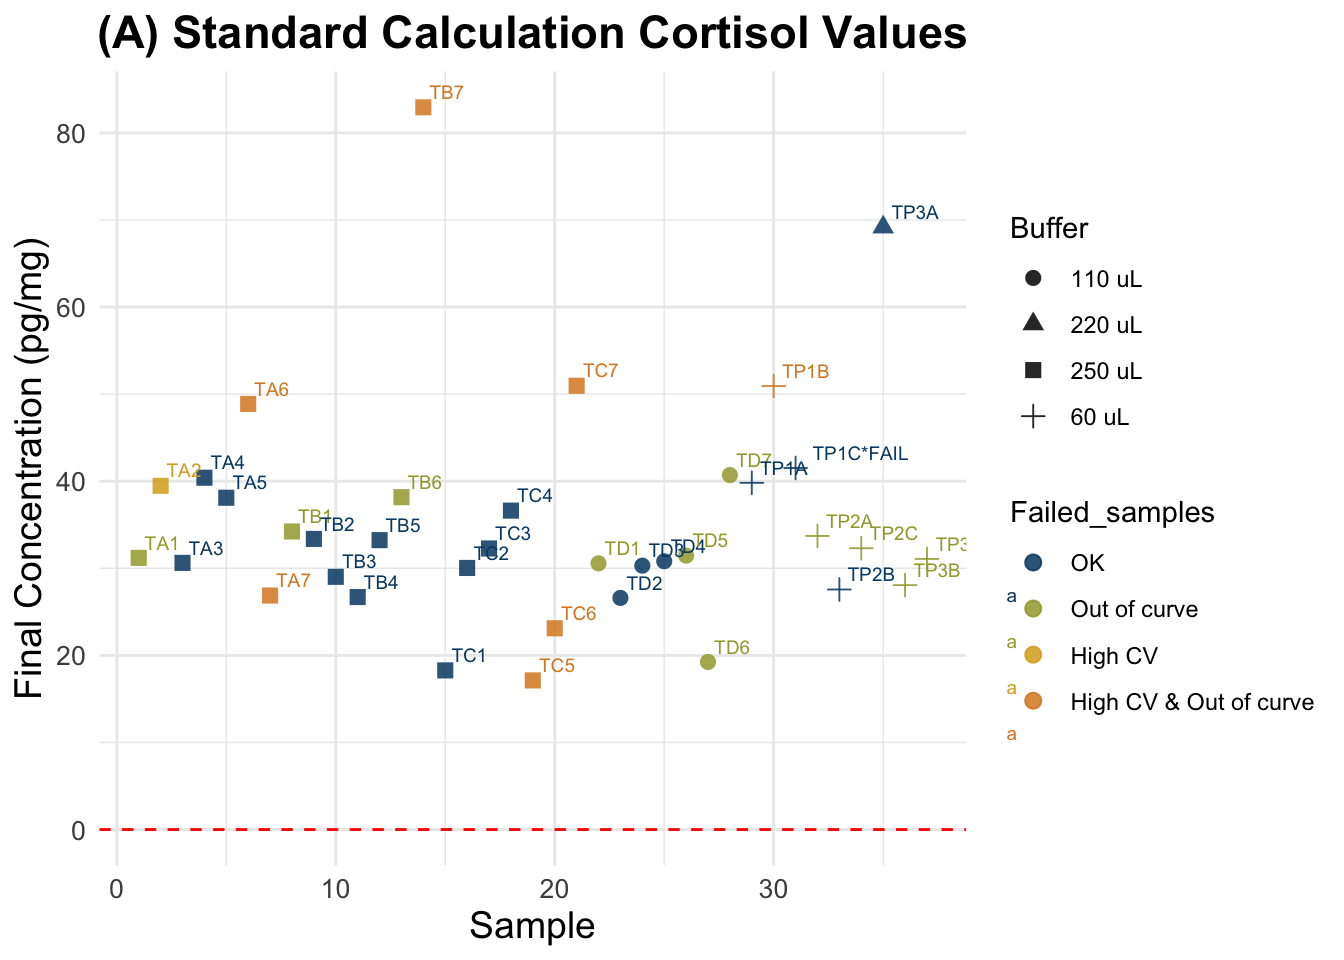 (A) Standard Calculation Cortisol Values
Final Concentration (pg/mg)
80
60
40
20
0
0
10
20
30
Sample
TB7
TP3A
TC7
TP1B
TA6
TP1C*FAIL
TA4
TA2
TD7
TP1A
TA5
TB6
TC4
TB1
TB2
TB5
TC3
TP2A
TP2C
TA1
TA3
TC2
TD1
TD3
TD4
TD5
TP3
TB3
TA7
TB4
TD2
TP2B
TP3B
TC6
TC1
TC5
TD6
Buffer
110 uL
220 uL
250 uL
60 uL
Failed_samples
OK
a
Out of curve
a
High CV
a
High CV & Out of curve
a